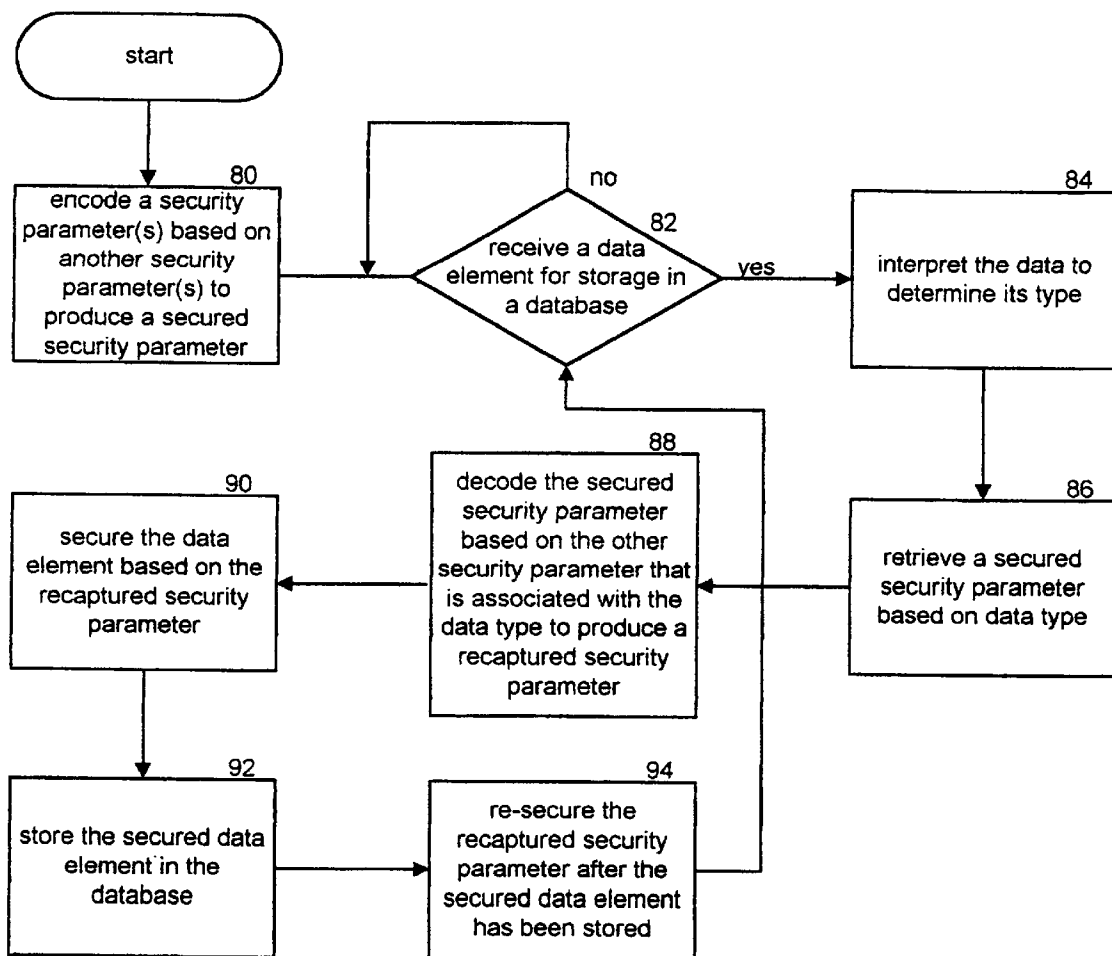 start
80
encode a security
parameter(s) based on
another security
parameter(s) to
produce a secured
security parameter
no
82
receive a data
element for storage in
a database
yes
84
interpret the data to
determine its type
86
retrieve a secured
security parameter
based on data type
88
decode the secured
security parameter
based on the other
security parameter that
is associated with the
data type to produce a
recaptured security
parameter
90
secure the data
element based on the
recaptured security
parameter
92
store the secured data
element in the
database
94
re-secure the
recaptured security
parameter after the
secured data element
has been stored